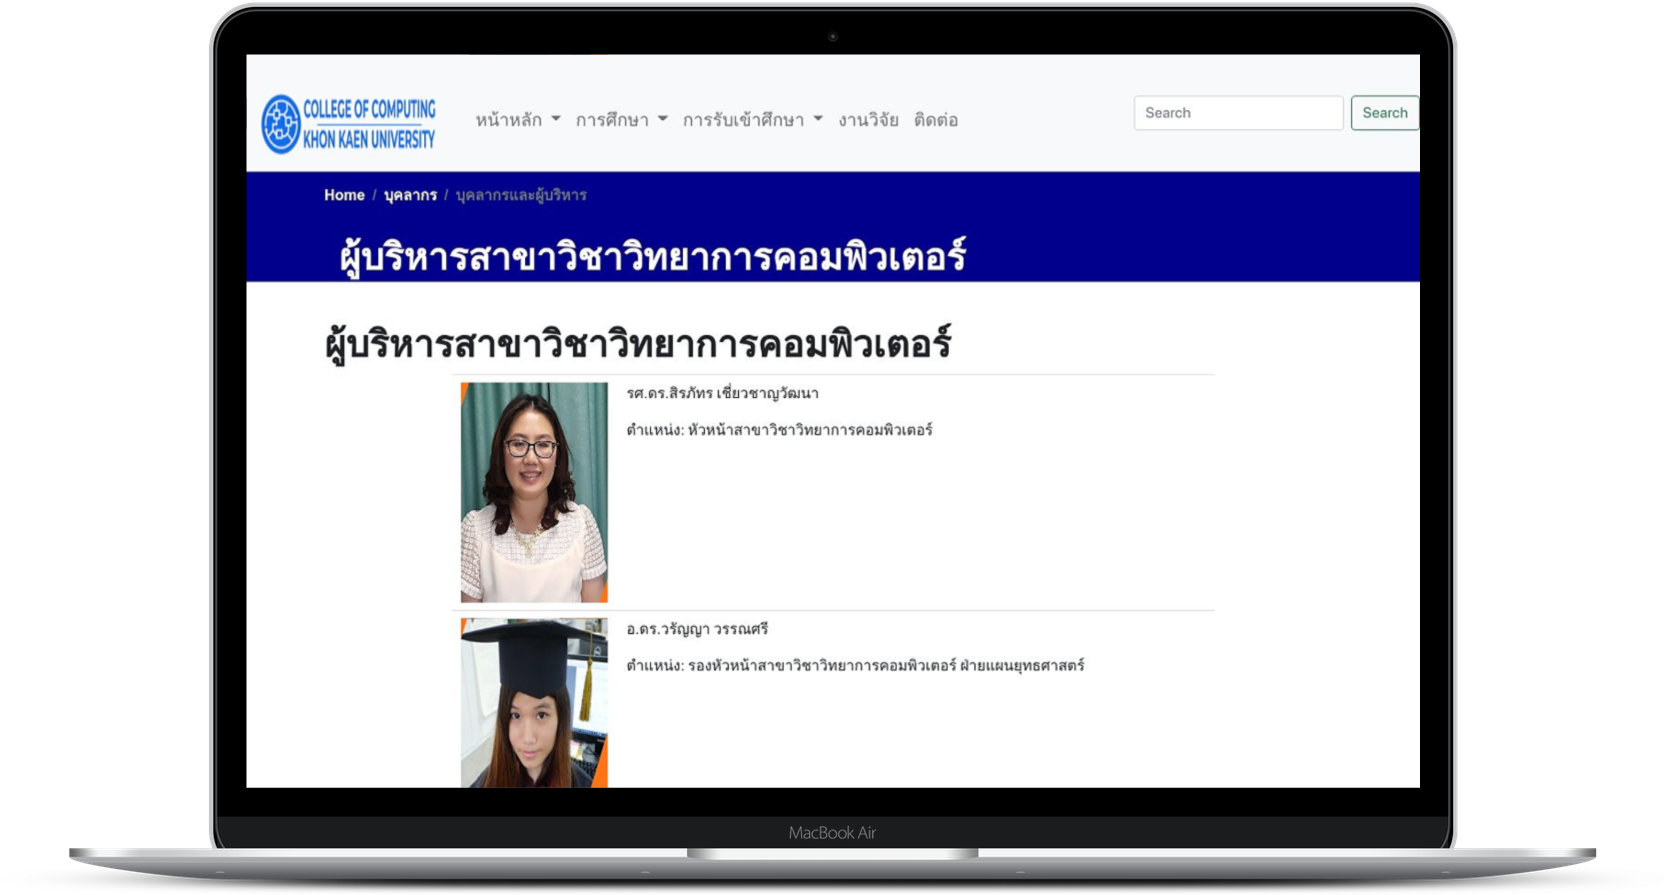 COLLEGE OF COMPUTING
KHON KAEN UNIVERSITY
หน้าหลัก การศึกษา การรับเข้าศึกษา งานวิจัย ติดต่อ
Search Search
Home / บุคลากร / บุคลากรและผู้บริหาร
ผู้บริหารสาขาวิชาวิทยาการคอมพิวเตอร์
ผู้บริหารสาขาวิชาวิทยาการคอมพิวเตอร์
รศ.ดร.สิรภัทร เชี่ยวชาญวัฒนา
ตำแหน่ง: หัวหน้าสาขาวิชาวิทยาการคอมพิวเตอร์
อ.ดร.วรัญญา วรรณศรี
ตำแหน่ง: รองหัวหน้าสาขาวิชาวิทยาการคอมพิวเตอร์ ฝ่ายแผนยุทธศาสตร์
MacBook Air